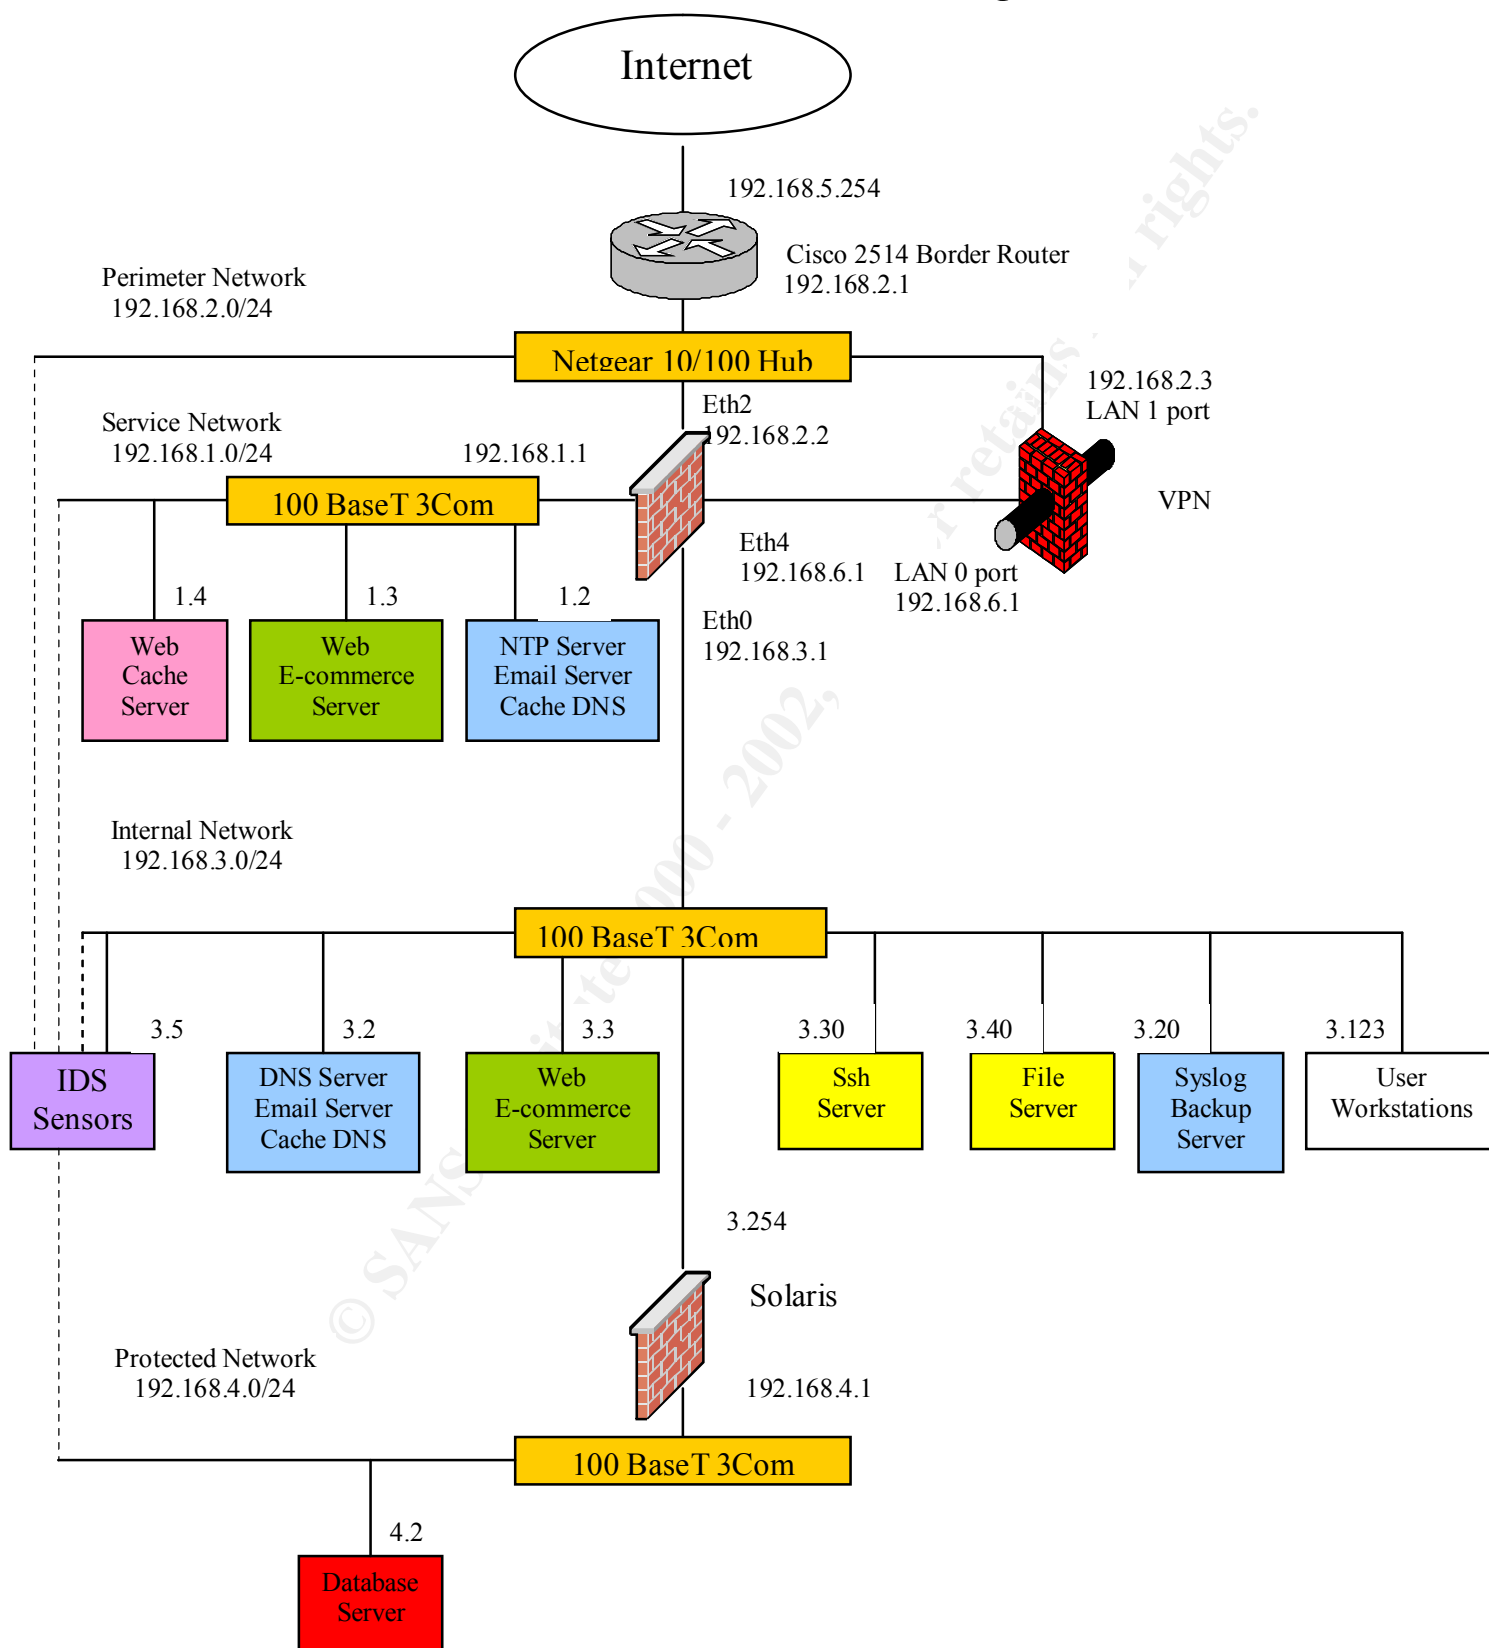 Internet
192.168.5.254
Cisco 2514 Border Router
192.168.2.1
Perimeter Network
192.168.2.0/24
Netgear 10/100 Hub
192.168.2.3
LAN 1 port
Eth2
192.168.2.2
Service Network
192.168.1.0/24
192.168.1.1
100 BaseT 3Com
VPN
Eth4
192.168.6.1
LAN 0 port
192.168.6.1
1.4
1.3
1.2
Eth0
192.168.3.1
Web
Cache
Server
Web
E-commerce
Server
NTP Server
Email Server
Cache DNS
Internal Network
192.168.3.0/24
100 BaseT 3Com
3.5
3.2
3.3
3.30
3.40
3.20
3.123
IDS
Sensors
DNS Server
Email Server
Cache DNS
Web
E-commerce
Server
Ssh
Server
File
Server
Syslog
Backup
Server
User
Workstations
3.254
Solaris
Protected Network
192.168.4.0/24
192.168.4.1
100 BaseT 3Com
4.2
Database
Server
© SANS 000 - 2002, retains rights.